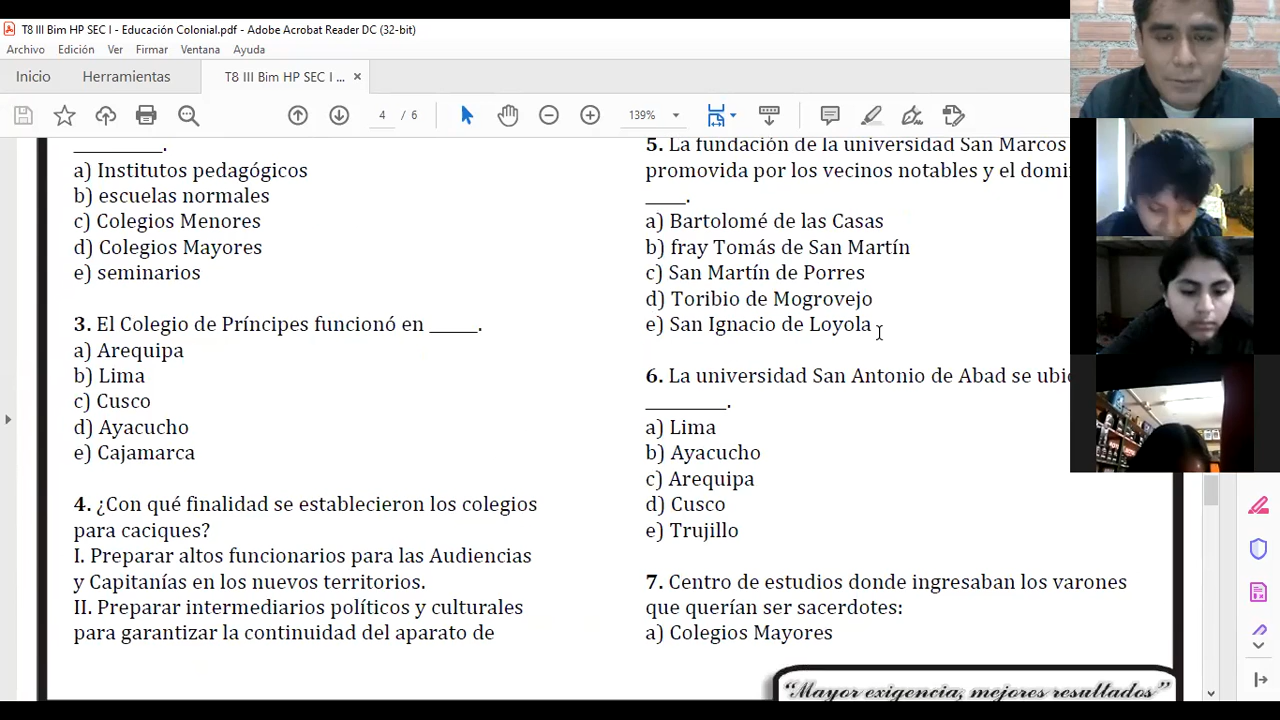 T8 III Bim HP SEC I - Educación Colonial.pdf - Adobe Acrobat Reader DC (32-bit)
Archivo Edición Ver Firmar Ventana Ayuda
Inicio Herramientas T8 III Bim HP SEC I ... ×
4 / 6 139%
_________.
a) Institutos pedagógicos
b) escuelas normales
c) Colegios Menores
d) Colegios Mayores
e) seminarios
3. El Colegio de Príncipes funcionó en _____.
a) Arequipa
b) Lima
c) Cusco
d) Ayacucho
e) Cajamarca
4. ¿Con qué finalidad se establecieron los colegios
para caciques?
I. Preparar altos funcionarios para las Audiencias
y Capitanías en los nuevos territorios.
II. Preparar intermediarios políticos y culturales
para garantizar la continuidad del aparato de
5. La fundación de la universidad San Marcos
promovida por los vecinos notables y el domi
____.
a) Bartolomé de las Casas
b) fray Tomás de San Martín
c) San Martín de Porres
d) Toribio de Mogrovejo
e) San Ignacio de Loyola
6. La universidad San Antonio de Abad se ubic
________.
a) Lima
b) Ayacucho
c) Arequipa
d) Cusco
e) Trujillo
7. Centro de estudios donde ingresaban los varones
que querían ser sacerdotes:
a) Colegios Mayores
“Mayor exigencia, mejores resultados”